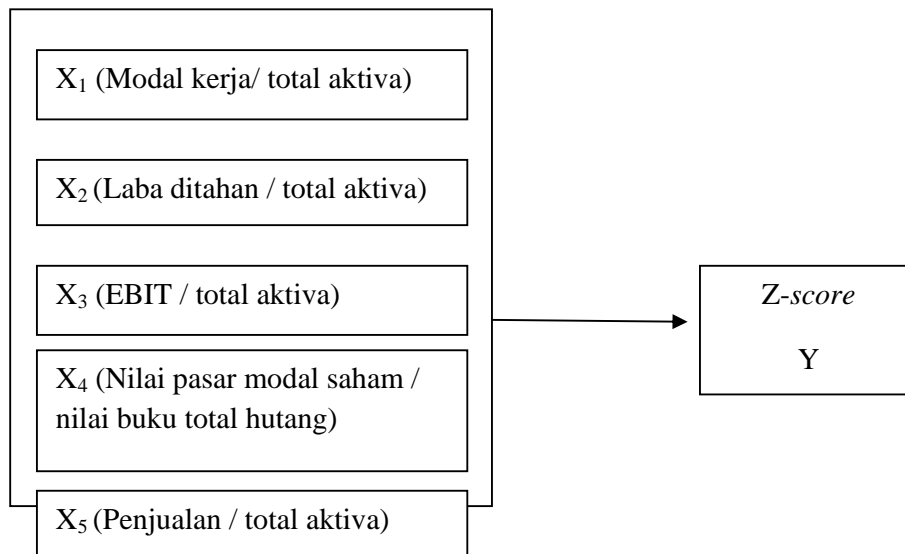 X₁ (Modal kerja/ total aktiva)
X₂ (Laba ditahan / total aktiva)
X₃ (EBIT / total aktiva)
X₄ (Nilai pasar modal saham /
nilai buku total hutang)
X₅ (Penjualan / total aktiva)
Z-score
Y